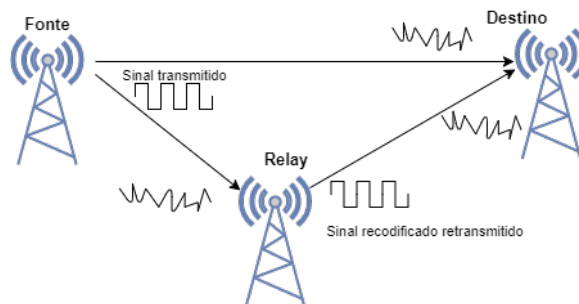 Fonte
Destino
Sinal transmitido
Relay
Sinal recodificado retransmitido